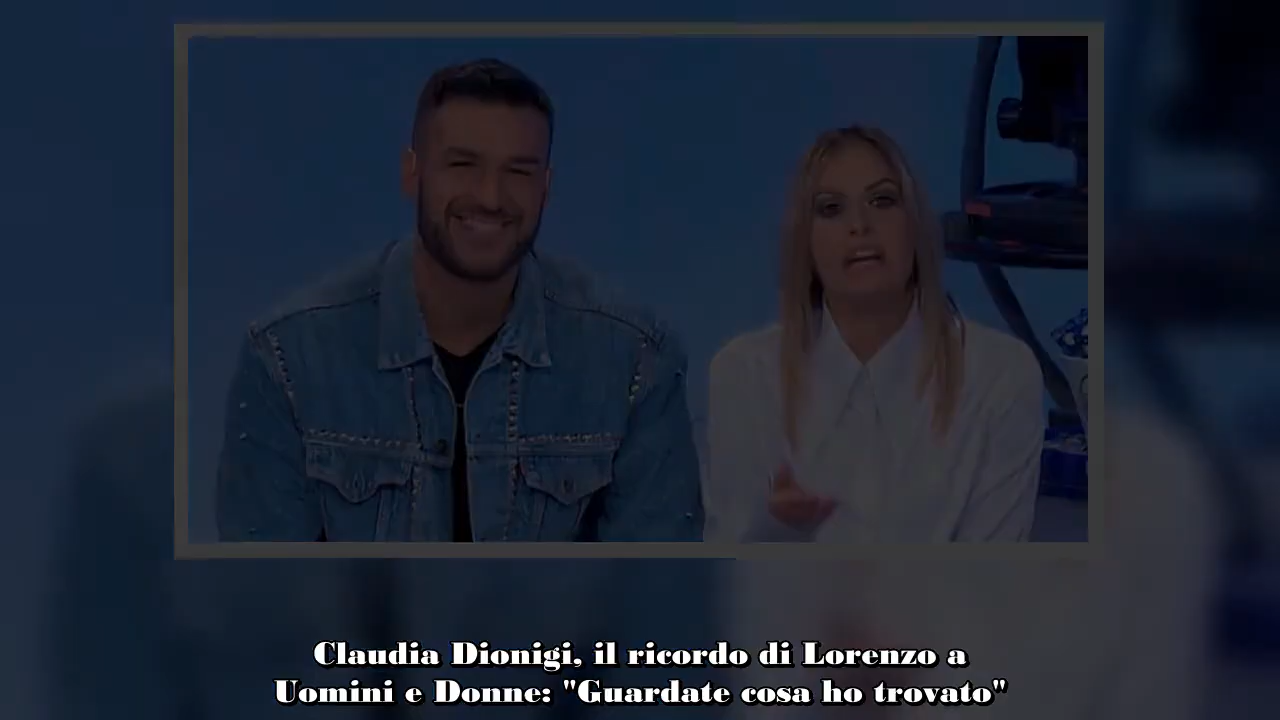 Claudia Dionigi, il ricordo di Lorenzo a
Uomini e Donne: "Guardate cosa ho trovato"